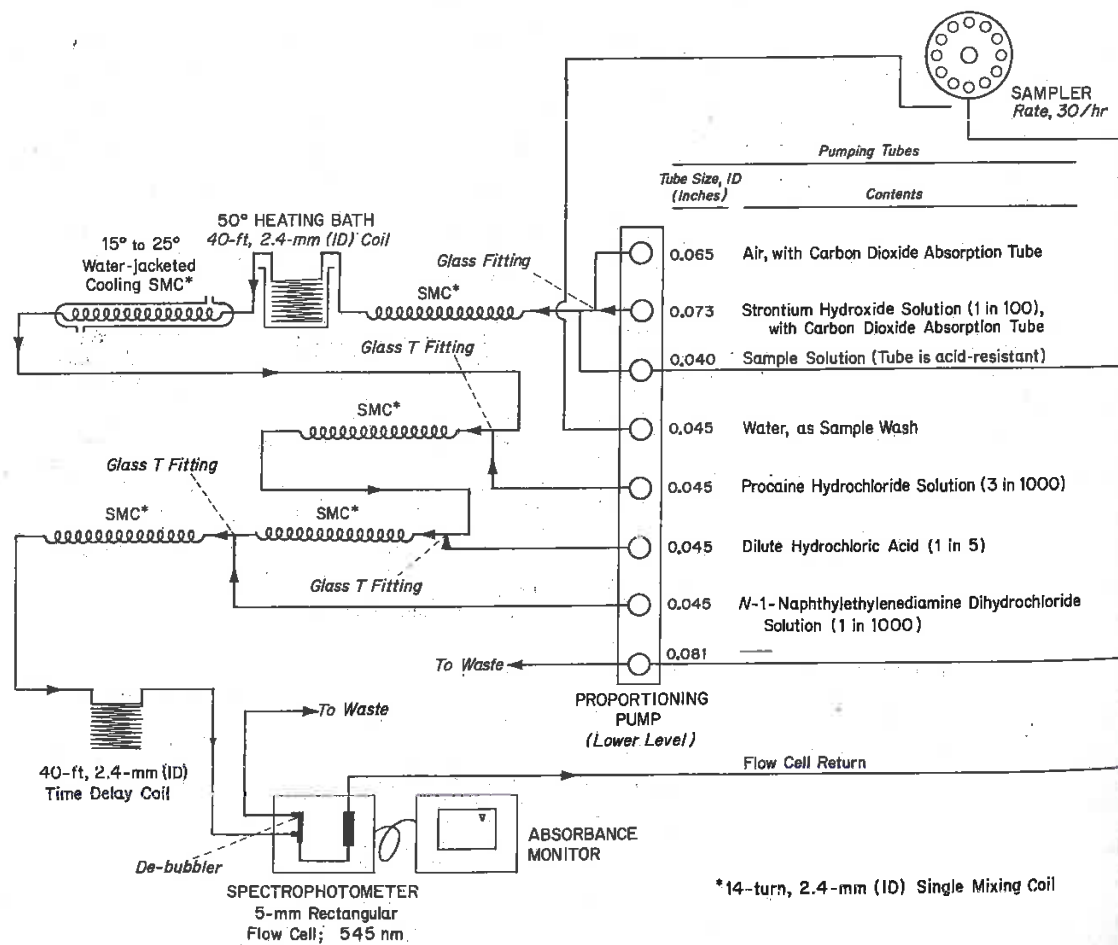 SAMPLER
Rate, 30/hr
Pumping Tubes
Tube Size, ID
(Inches)
Contents
50° HEATING BATH
40-ft, 2.4-mm (ID) Coil
15° to 25°
Water-jacketed
Cooling SMC*
Glass Fitting
SMC*
0.065 Air, with Carbon Dioxide Absorption Tube
0.073 Strontium Hydroxide Solution (1 in 100),
with Carbon Dioxide Absorption Tube
Glass T Fitting
0.040 Sample Solution (Tube is acid-resistant)
SMC*
0.045 Water, as Sample Wash
Glass T Fitting
0.045 Procaine Hydrochloride Solution (3 in 1000)
SMC*
SMC*
0.045 Dilute Hydrochloric Acid (1 in 5)
Glass T Fitting
0.045 N-1-Naphthylethylenediamine Dihydrochloride
Solution (1 in 1000)
To Waste
0.081
PROPORTIONING
PUMP
(Lower Level)
To Waste
40-ft, 2.4-mm (ID)
Time Delay Coil
Flow Cell Return
De-bubbler
ABSORBANCE
MONITOR
SPECTROPHOTOMETER
5-mm Rectangular
Flow Cell; 545 nm
*14-turn, 2.4-mm (ID) Single Mixing Coil